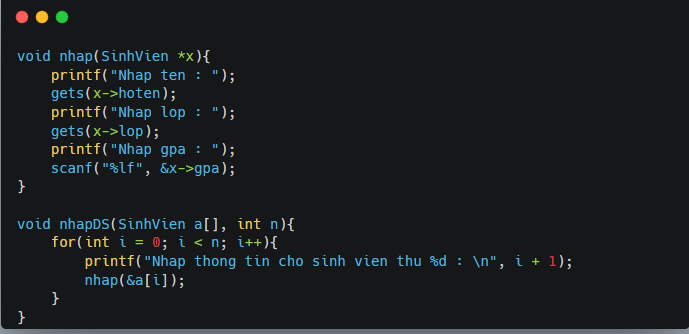 void nhap(SinhVien *x){
    printf("Nhap ten : ");
    gets(x->hoten);
    printf("Nhap lop : ");
    gets(x->lop);
    printf("Nhap gpa : ");
    scanf("%lf", &x->gpa);
}

void nhapDS(SinhVien a[], int n){
    for(int i = 0; i < n; i++){
        printf("Nhap thong tin cho sinh vien thu %d : \n", i + 1);
        nhap(&a[i]);
    }
}